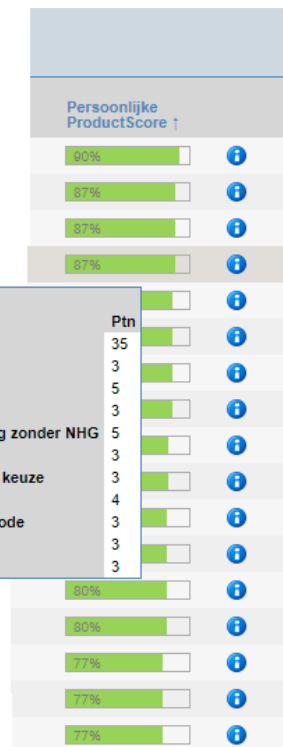 Persoonlijke
ProductScore ↑
90%
87%
87%
87%
Ptn
35
3
5
3
g zonder NHG 5
3
keuze 3
4
ode 3
3
3
80%
80%
77%
77%
77%